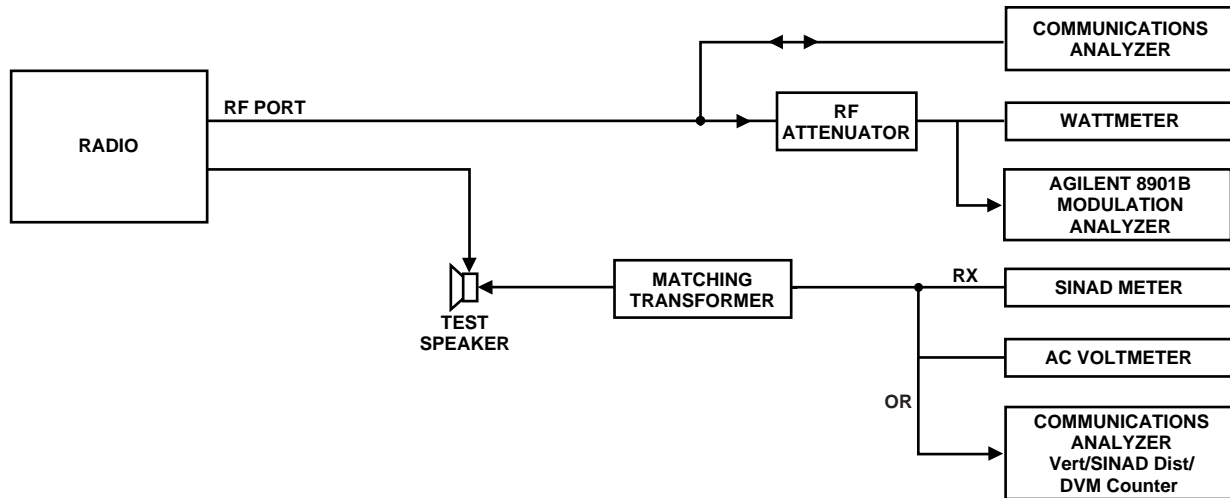 RADIO
RF PORT
COMMUNICATIONS
ANALYZER
RF
ATTENUATOR
WATTMETER
AGILENT 8901B
MODULATION
ANALYZER
TEST
SPEAKER
MATCHING
TRANSFORMER
RX
SINAD METER
AC VOLTMETER
OR
COMMUNICATIONS
ANALYZER
Vert/SINAD Dist/
DVM Counter